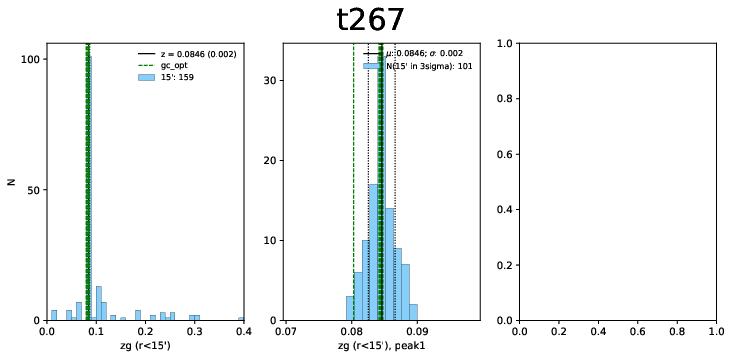 t267
z = 0.0846 (0.002)
gc_opt
15': 159
100
50
0
N
0.0 0.1 0.2 0.3 0.4
zg (r<15')
μ: 0.0846; σ: 0.002
N(15' in 3sigma): 101
30
20
10
0
0.07 0.08 0.09
zg (r<15'), peak1
1.0
0.8
0.6
0.4
0.2
0.0
0.0 0.2 0.4 0.6 0.8 1.0